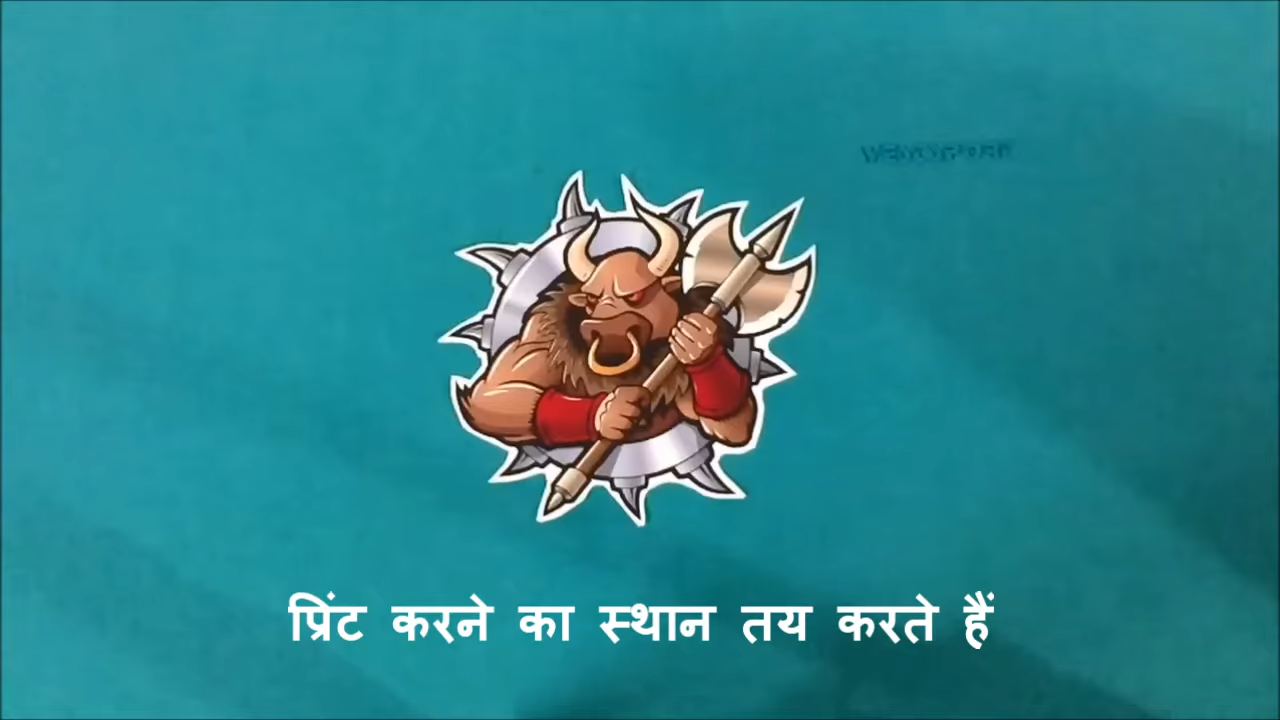 प्रिंट करने का स्थान तय करते हैं